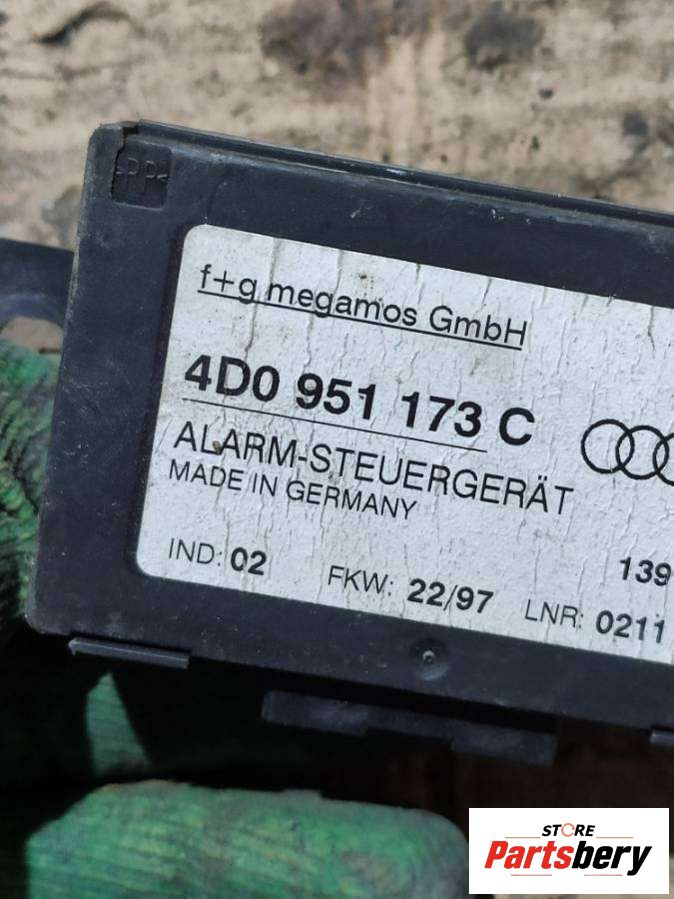 >PP<
f+g megamos GmbH
4D0 951 173 C
ALARM-STEUERGERÄT
MADE IN GERMANY
139
IND: 02 FKW: 22/97 LNR: 0211
STORE
Partsbery